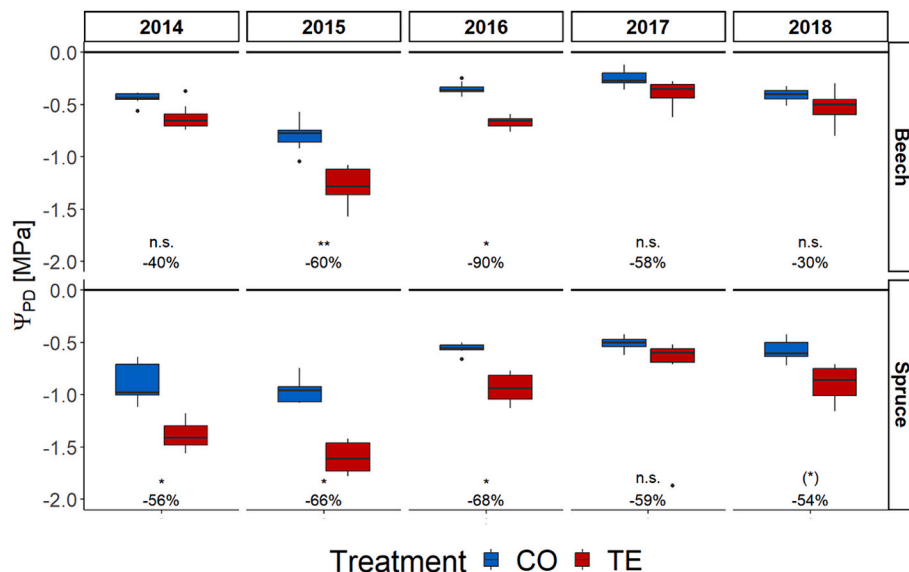 2014 2015 2016 2017 2018
ΨPD [MPa]
0.0
-0.5
-1.0
-1.5
-2.0
n.s. ** * n.s. n.s.
-40% -60% -90% -58% -30%
Beech
0.0
-0.5
-1.0
-1.5
-2.0
* * * n.s. (*)
-56% -66% -68% -59% -54%
Spruce
Treatment CO TE